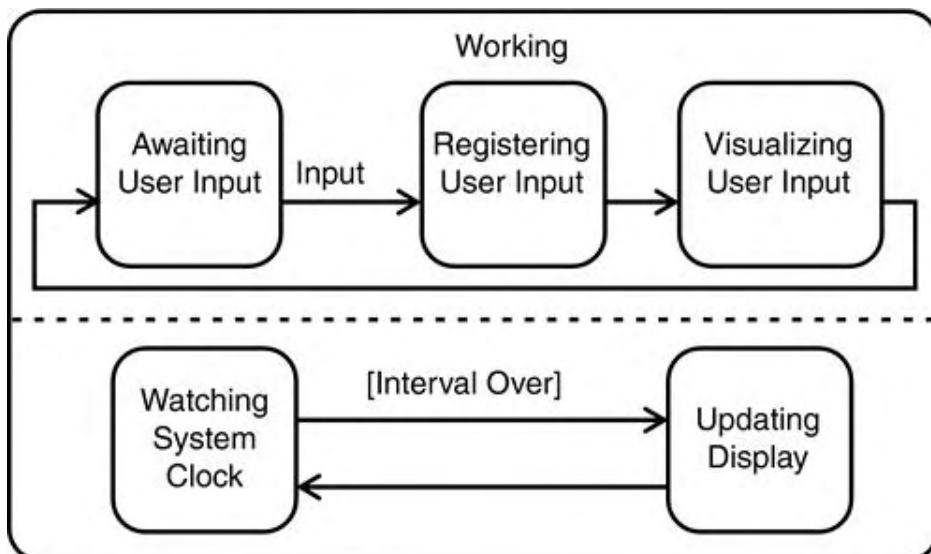 Working
Awaiting
User Input
Input
Registering
User Input
Visualizing
User Input
Watching
System
Clock
[Interval Over]
Updating
Display